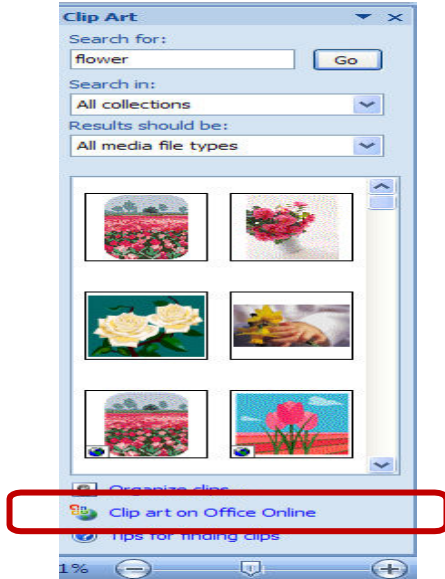 Clip Art
Search for:
flower
Go
Search in:
All collections
Results should be:
All media file types
Organize clips
Clip art on Office Online
Tips for finding clips
1%